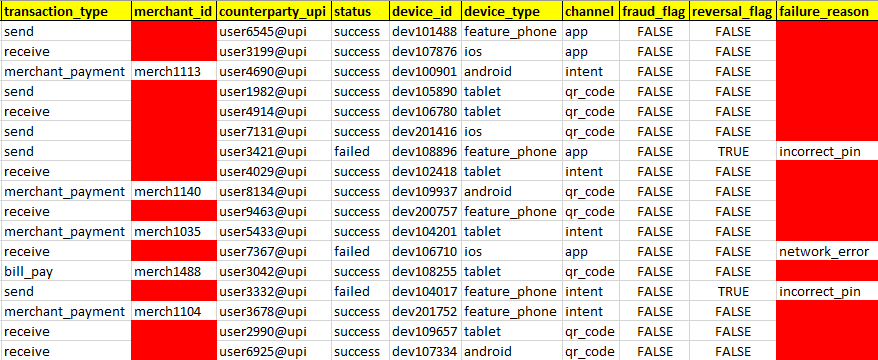 transaction_type merchant_id counterparty_upi status device_id device_type channel fraud_flag reversal_flag failure_reason
send user6545@upi success dev101488 feature_phone app FALSE FALSE
receive user3199@upi success dev107876 ios app FALSE FALSE
merchant_payment merch1113 user4690@upi success dev100901 android intent FALSE FALSE
send user1982@upi success dev105890 tablet qr_code FALSE FALSE
receive user4914@upi success dev106780 tablet qr_code FALSE FALSE
send user7131@upi success dev201416 ios qr_code FALSE FALSE
send user3421@upi failed dev108896 feature_phone app FALSE TRUE incorrect_pin
receive user4029@upi success dev102418 tablet intent FALSE FALSE
merchant_payment merch1140 user8134@upi success dev109937 android qr_code FALSE FALSE
receive user9463@upi success dev200757 feature_phone qr_code FALSE FALSE
merchant_payment merch1035 user5433@upi success dev104201 tablet intent FALSE FALSE
receive user7367@upi failed dev106710 ios app FALSE FALSE network_error
bill_pay merch1488 user3042@upi success dev108255 tablet qr_code FALSE FALSE
send user3332@upi failed dev104017 feature_phone intent FALSE TRUE incorrect_pin
merchant_payment merch1104 user3678@upi success dev201752 feature_phone intent FALSE FALSE
receive user2990@upi success dev109657 tablet qr_code FALSE FALSE
receive user6925@upi success dev107334 android qr_code FALSE FALSE